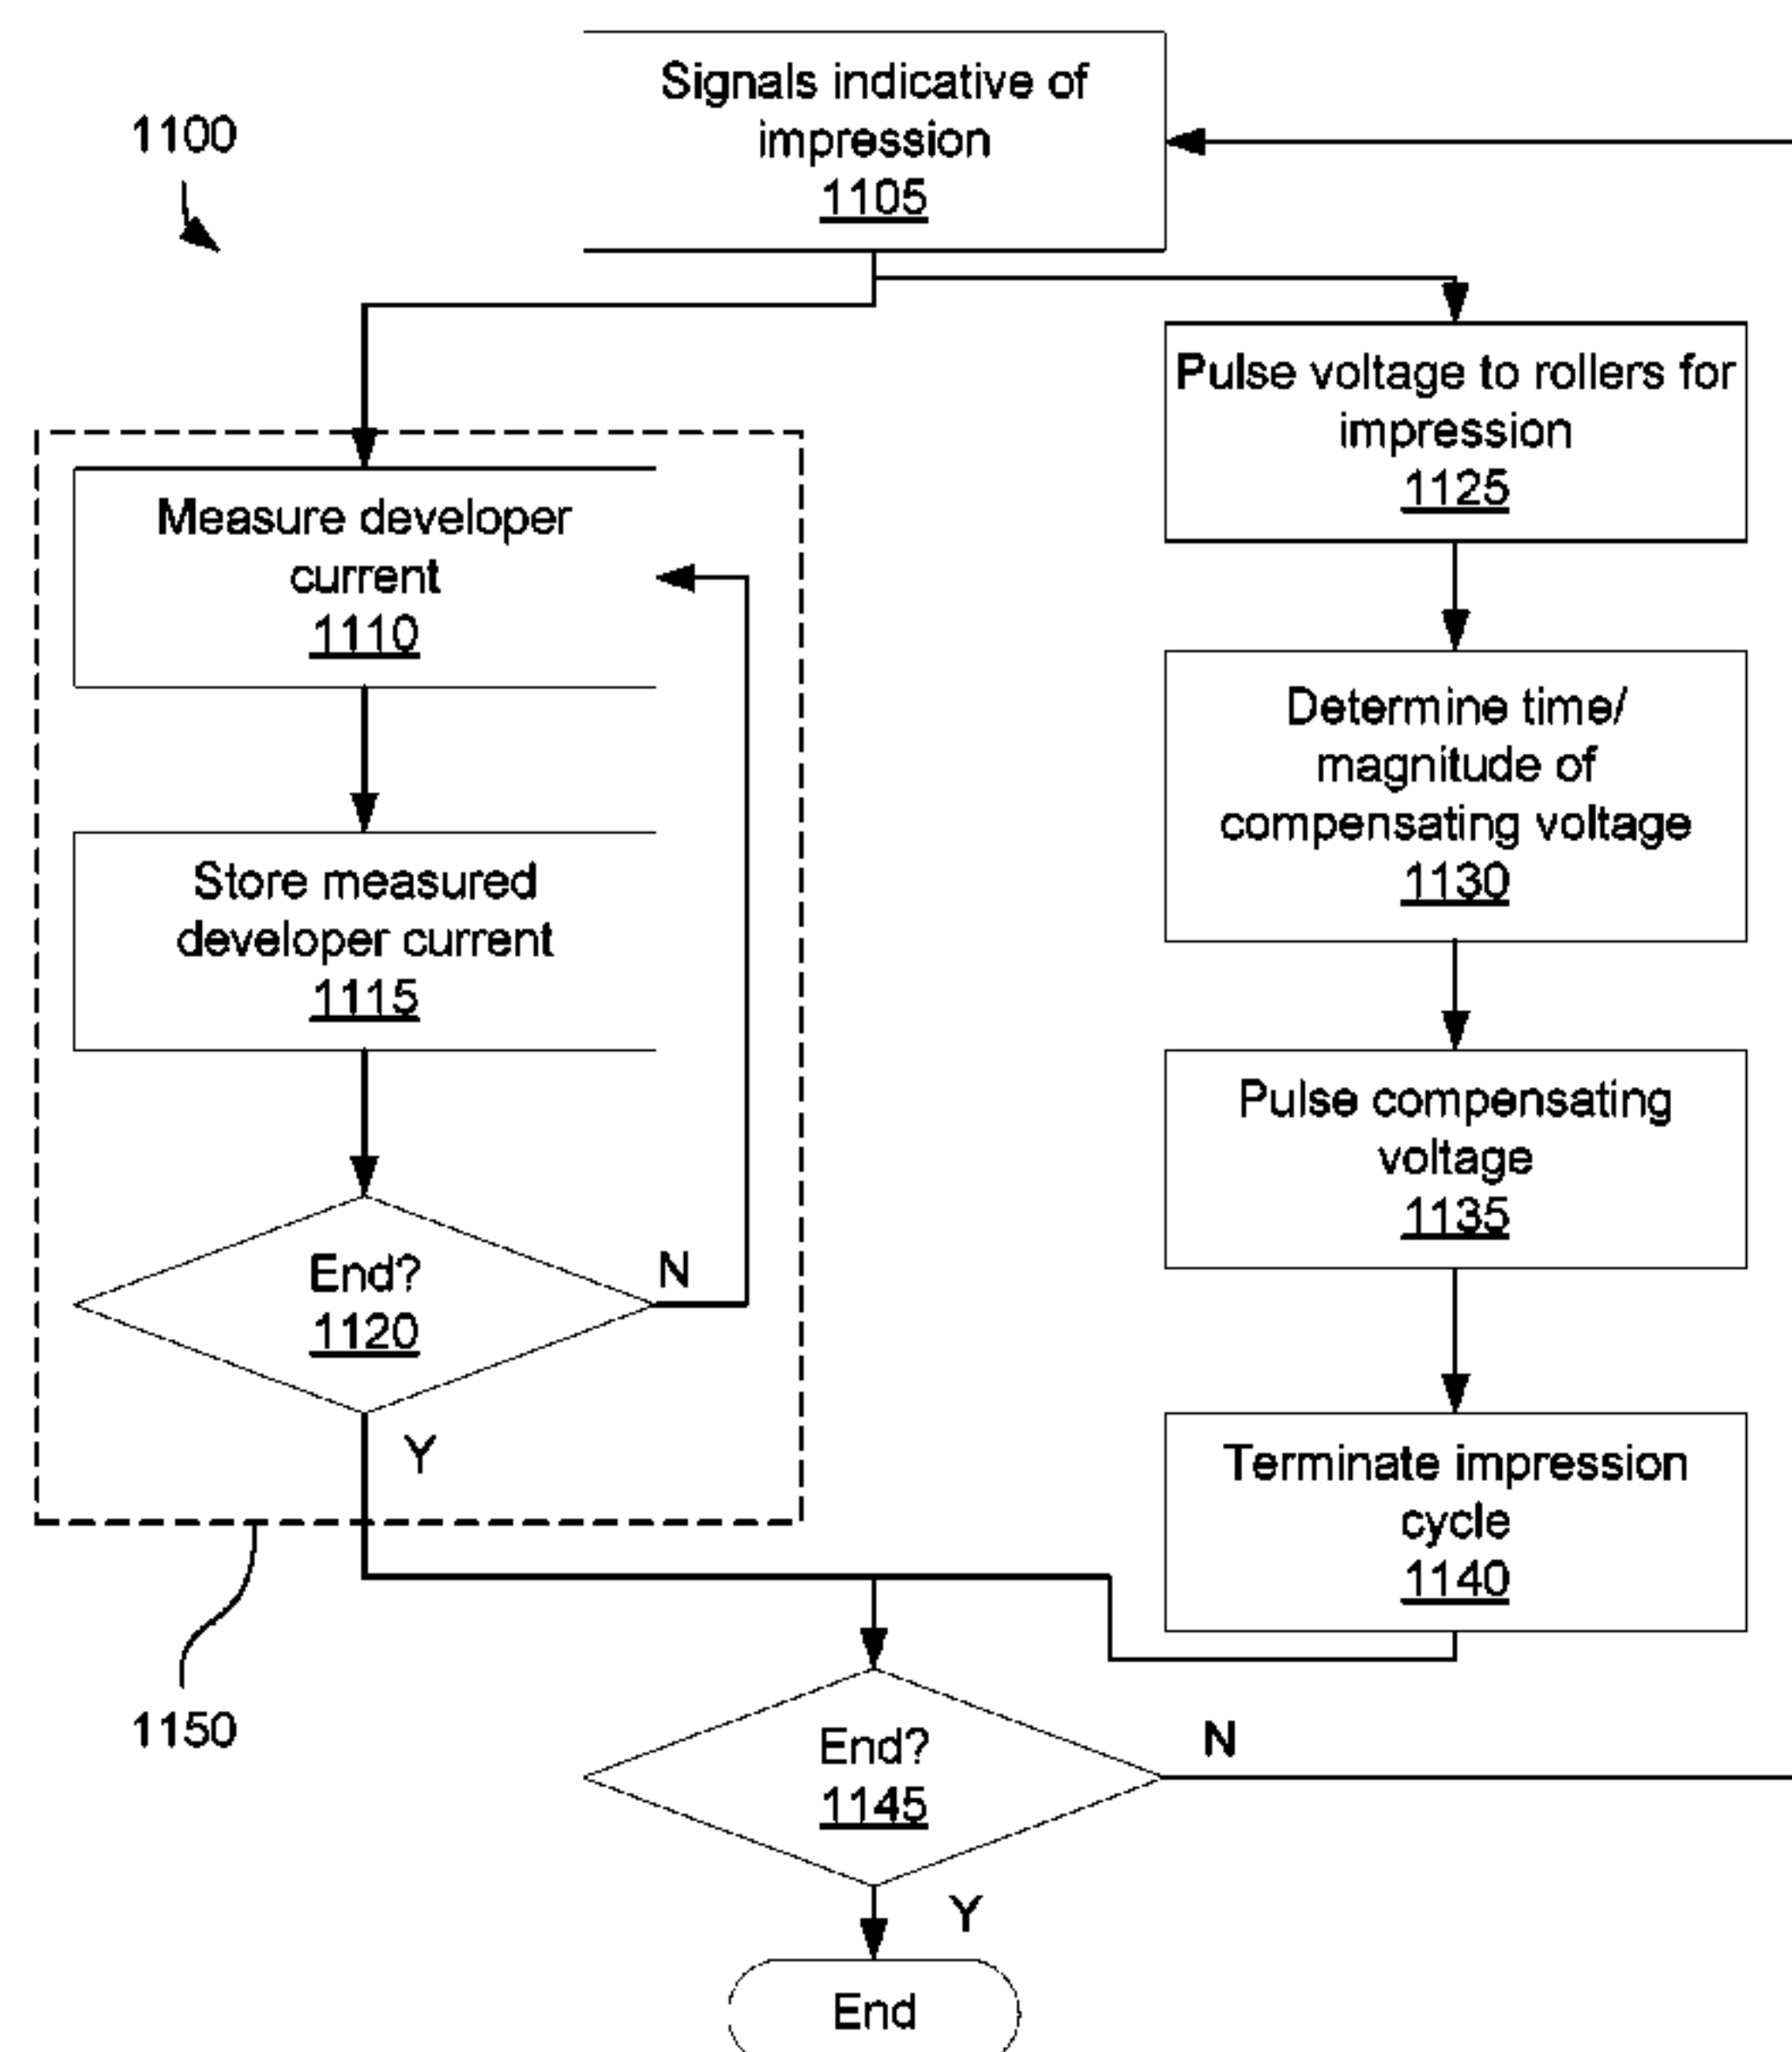 1100
Signals indicative of
impression
1105
Pulse voltage to rollers for
impression
1125
Measure developer
current
1110
Determine time/
magnitude of
compensating voltage
1130
Store measured
developer current
1115
Pulse compensating
voltage
1135
End?
1120
N
Y
Terminate impression
cycle
1140
1150
End?
1145
N
Y
End